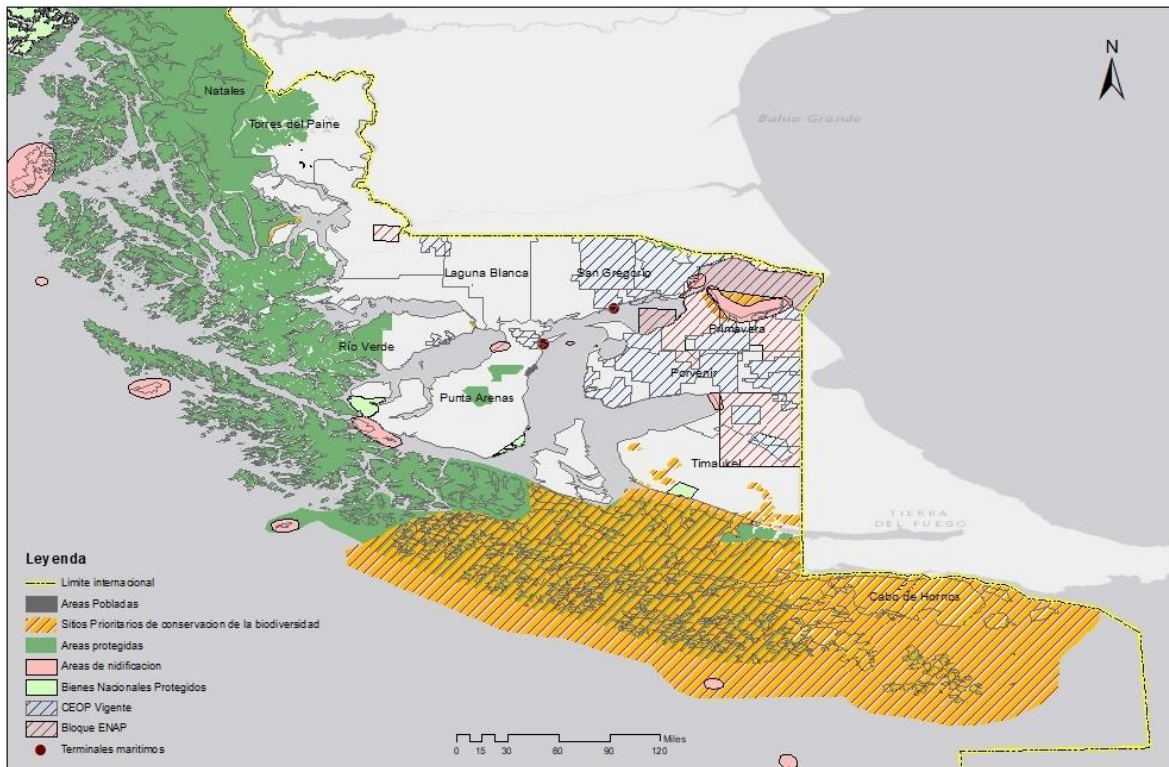 N
Natales
Torres del Paine
Bahia Grande
Laguna Blanca
San Gregorio
Primavera
Río Verde
Porvenir
Punta Arenas
Timaukel
TIERRA
DEL FUEGO
Cabo de Hornos
Leyenda
Limite internacional
Areas Pobladas
Sitios Prioritarios de conservacion de la biodiversidad
Areas protegidas
Areas de nidificacion
Bienes Nacionales Protegidos
CEOP Vigente
Bloque ENAP
Terminales maritimos
Miles
0 15 30 60 90 120